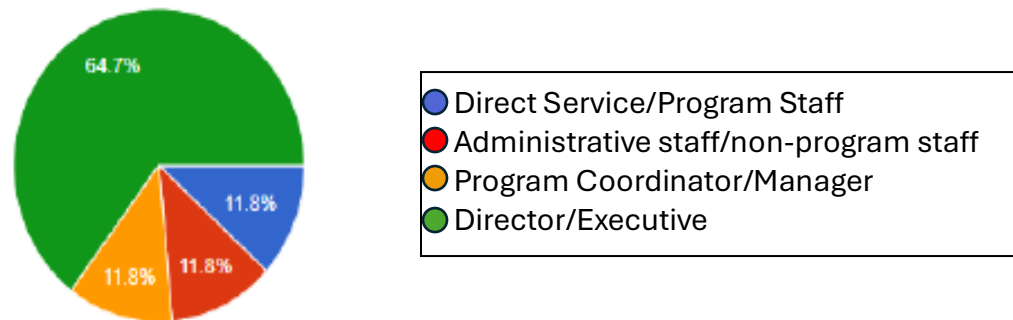 64.7%
11.8%
11.8%
11.8%
Direct Service/Program Staff
Administrative staff/non-program staff
Program Coordinator/Manager
Director/Executive